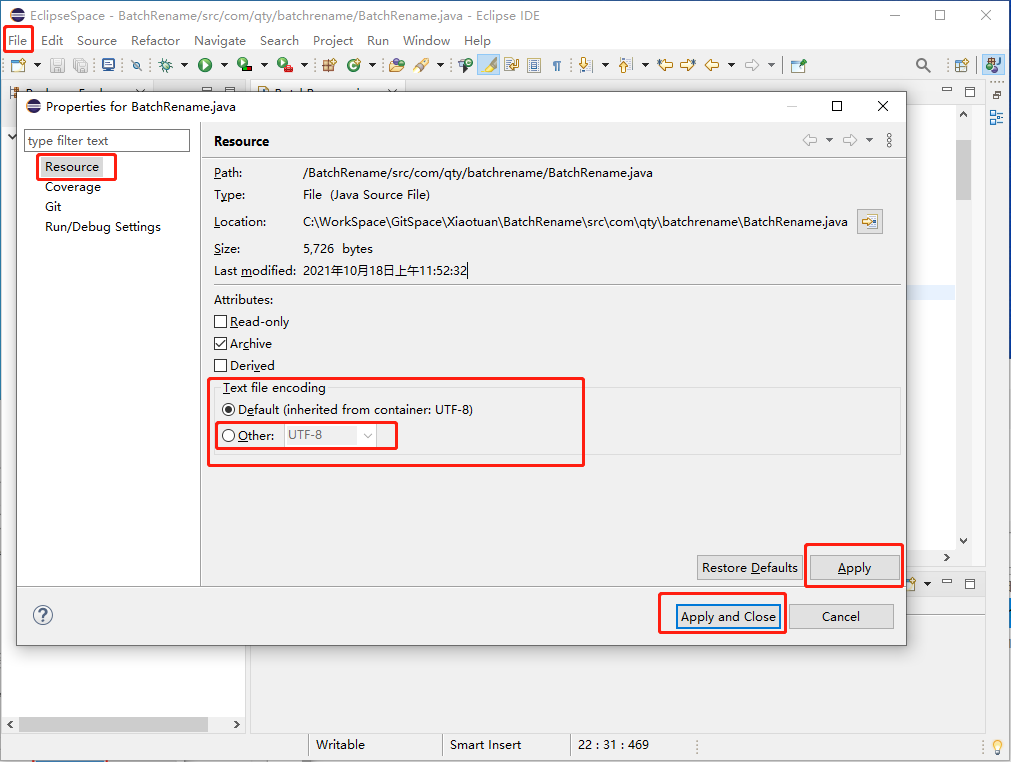 EclipseSpace - BatchRename/src/com/qty/batchrename/BatchRename.java - Eclipse IDE
File Edit Source Refactor Navigate Search Project Run Window Help
Properties for BatchRename.java
type filter text
Resource
Coverage
Git
Run/Debug Settings
Resource
Path: /BatchRename/src/com/qty/batchrename/BatchRename.java
Type: File (Java Source File)
Location: C:\WorkSpace\GitSpace\Xiaotuan\BatchRename\src\com\qty\batchrename\BatchRename.java
Size: 5,726 bytes
Last modified: 2021年10月18日上午11:52:32
Attributes:
Read-only
Archive
Derived
Text file encoding
Default (inherited from container: UTF-8)
Other: UTF-8
Restore Defaults Apply
Apply and Close Cancel
Writable Smart Insert 22 : 31 : 469